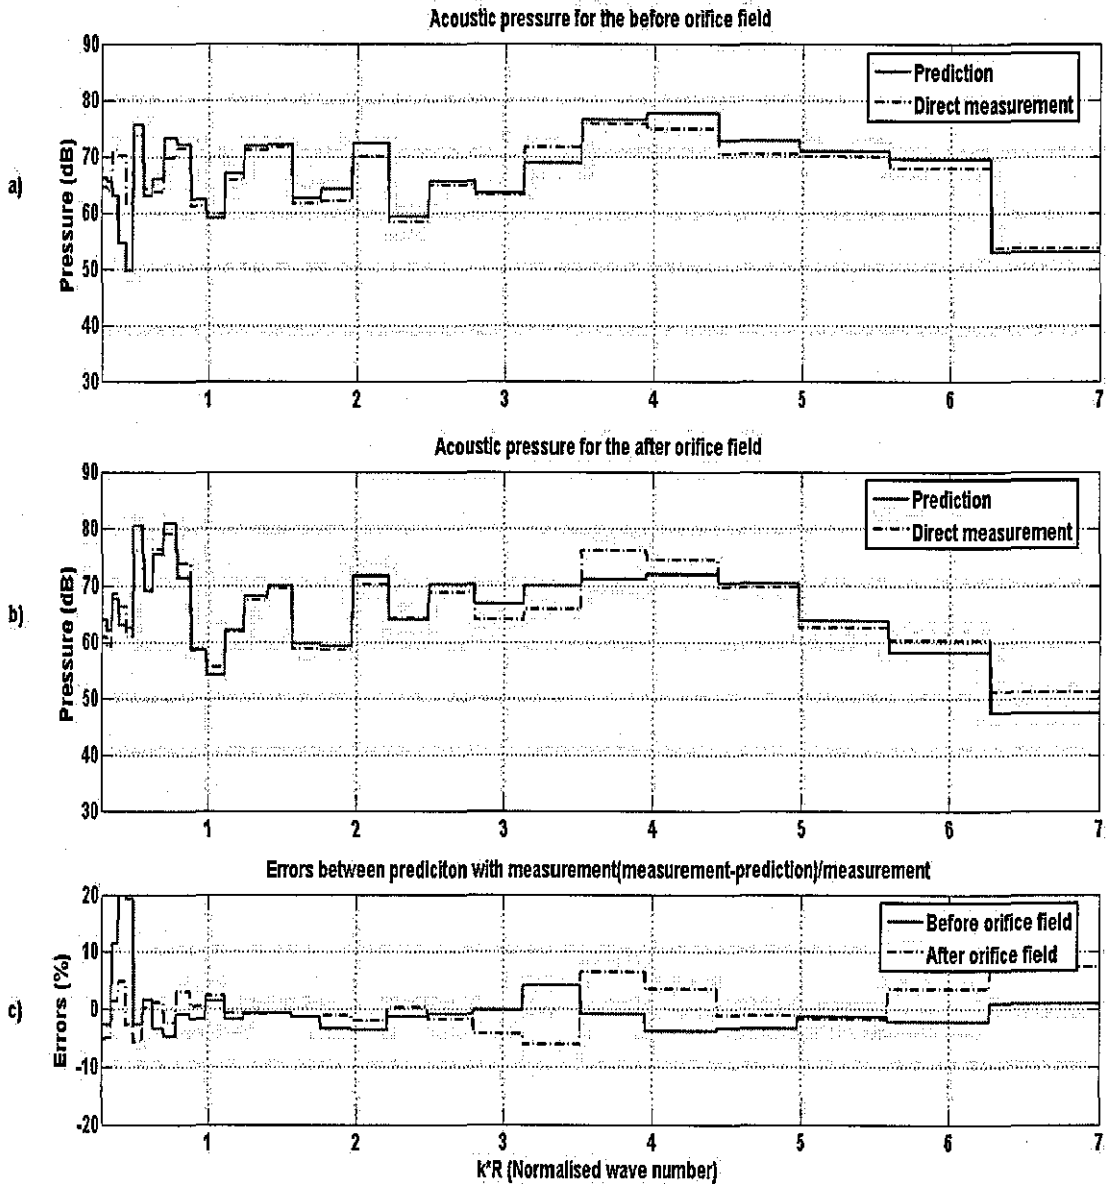 Acoustic pressure for the before orifice field
a)
Pressure (dB)
90
80
70
60
50
40
30
Prediction
Direct measurement
1 2 3 4 5 6 7
Acoustic pressure for the after orifice field
b)
Pressure (dB)
90
80
70
60
50
40
30
Prediction
Direct measurement
1 2 3 4 5 6 7
Errors between prediciton with measurement(measurement-prediction)/measurement
c)
Errors (%)
20
10
0
-10
-20
Before orifice field
After orifice field
1 2 3 4 5 6 7
k*R (Normalised wave number)